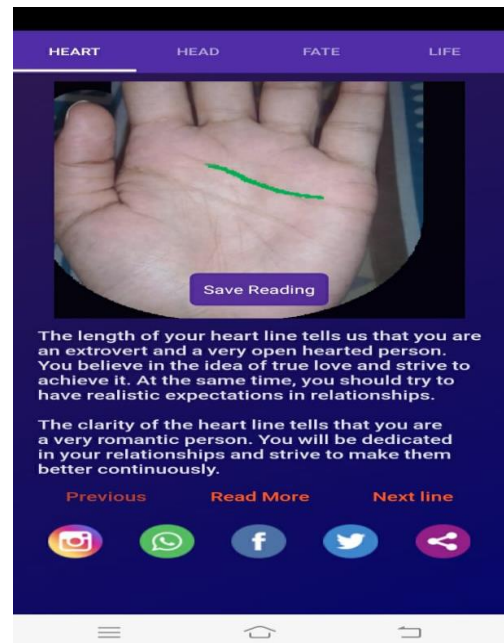 HEART HEAD FATE LIFE
Save Reading
The length of your heart line tells us that you are
an extrovert and a very open hearted person.
You believe in the idea of true love and strive to
achieve it. At the same time, you should try to
have realistic expectations in relationships.
The clarity of the heart line tells that you are
a very romantic person. You will be dedicated
in your relationships and strive to make them
better continuously.
Previous Read More Next line